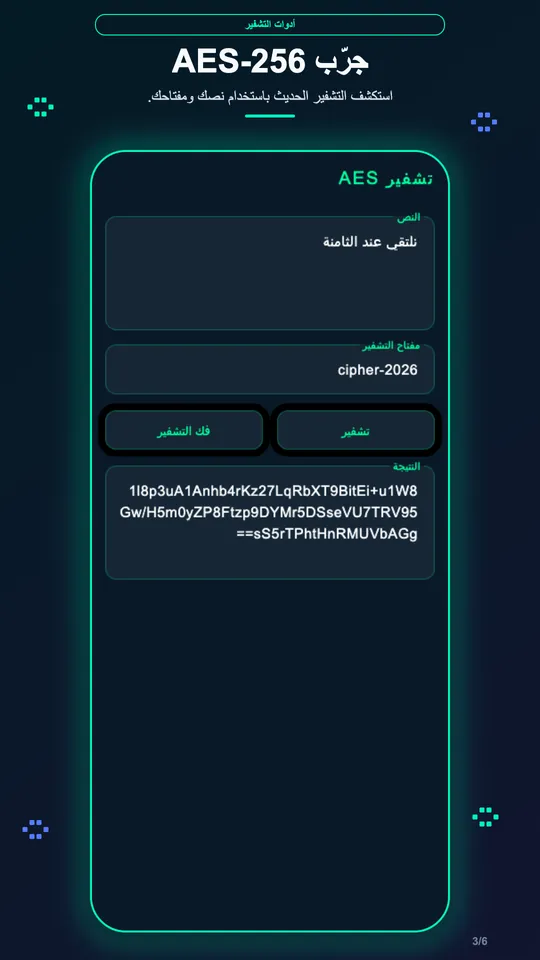 أدوات التشفير
جرّب AES-256
استكشف التشفير الحديث باستخدام نصك ومفتاحك.
تشفير AES
النص
نلتقي عند الثامنة
مفتاح التشفير
cipher-2026
تشفير
فك التشفير
النتيجة
1I8p3uA1Anhb4rKz27LqRbXT9BitEi+u1W8
Gw/H5m0yZP8Ftzp9DYMr5DSseVU7TRV95
sS5rTPhtHnRMUVbAGg==
3/6